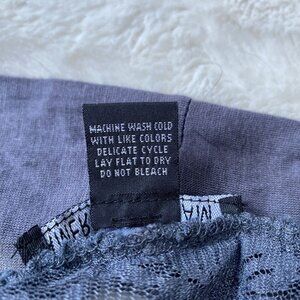 MACHINE WASH COLD
WITH LIKE COLORS
DELICATE CYCLE
LAY FLAT TO DRY
DO NOT BLEACH